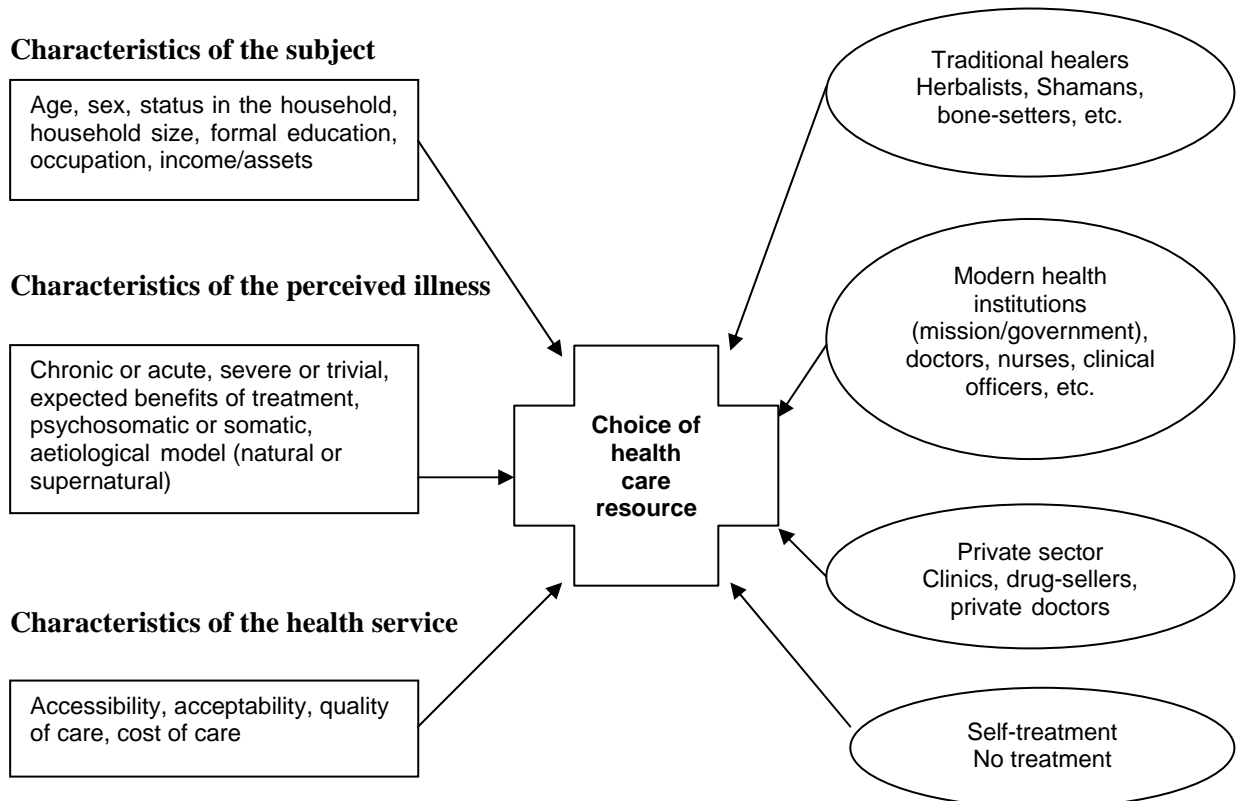 Characteristics of the subject
Age, sex, status in the household,
household size, formal education,
occupation, income/assets
Characteristics of the perceived illness
Chronic or acute, severe or trivial,
expected benefits of treatment,
psychosomatic or somatic,
aetiological model (natural or
supernatural)
Characteristics of the health service
Accessibility, acceptability, quality
of care, cost of care
Choice of
health
care
resource
Traditional healers
Herbalists, Shamans,
bone-setters, etc.
Modern health
institutions
(mission/government),
doctors, nurses, clinical
officers, etc.
Private sector
Clinics, drug-sellers,
private doctors
Self-treatment
No treatment